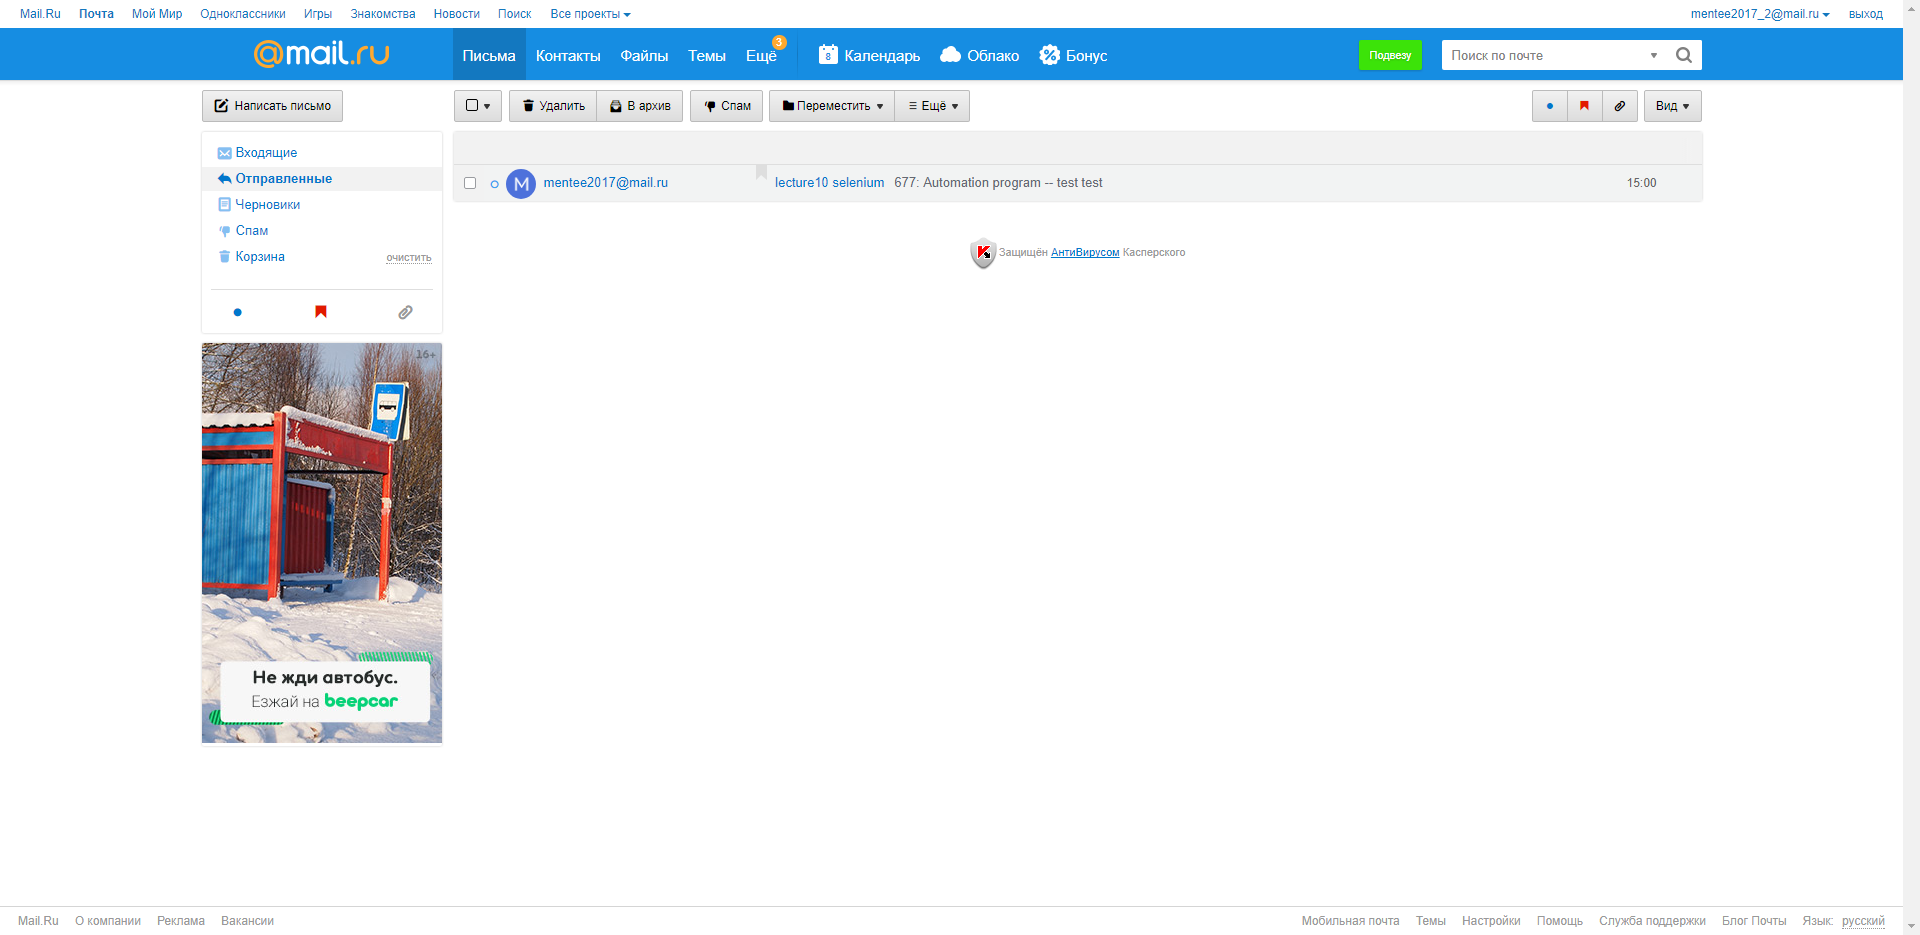 Mail.Ru Почта Мой Мир Одноклассники Игры Знакомства Новости Поиск Все проекты mentee2017_2@mail.ru выход
@mail.ru Письма Контакты Файлы Темы Ещё 3 8 Календарь Облако Бонус Подвезу Поиск по почте
Написать письмо Удалить В архив Спам Переместить Ещё Вид
Входящие
Отправленные
Черновики
Спам
Корзина очистить
M mentee2017@mail.ru lecture10 selenium 677: Automation program -- test test 15:00
Защищён АнтиВирусом Касперского
16+
Не жди автобус.
Езжай на beepcar
Mail.Ru О компании Реклама Вакансии Мобильная почта Темы Настройки Помощь Служба поддержки Блог Почты Язык: русский